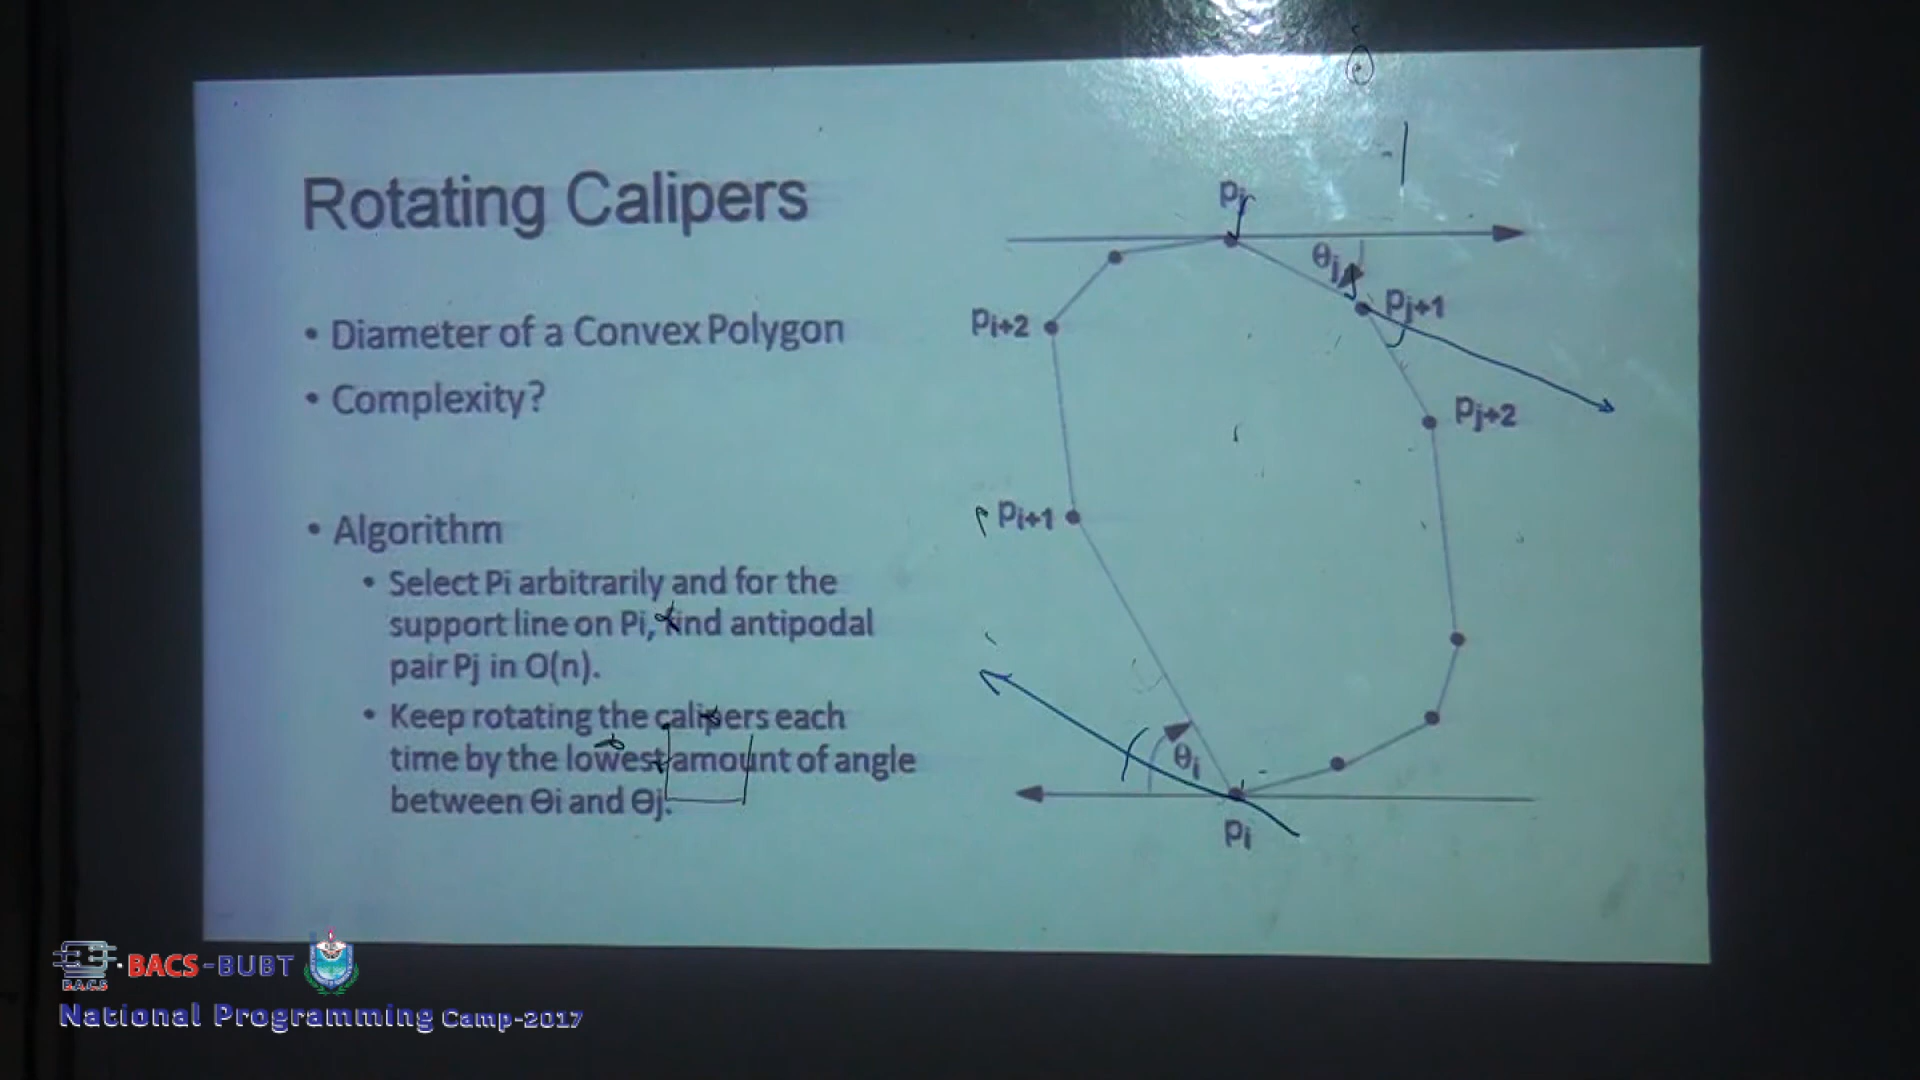 Rotating Calipers
• Diameter of a Convex Polygon
• Complexity?
• Algorithm
• Select Pi arbitrarily and for the
support line on Pi, find antipodal
pair Pj in O(n).
• Keep rotating the calipers each
time by the lowest amount of angle
between Θi and Θj.
pj
θj
pj+1
pi+2
pj+2
pi+1
θi
pi
BACS-BUBT
B.A.C.S
National Programming Camp-2017